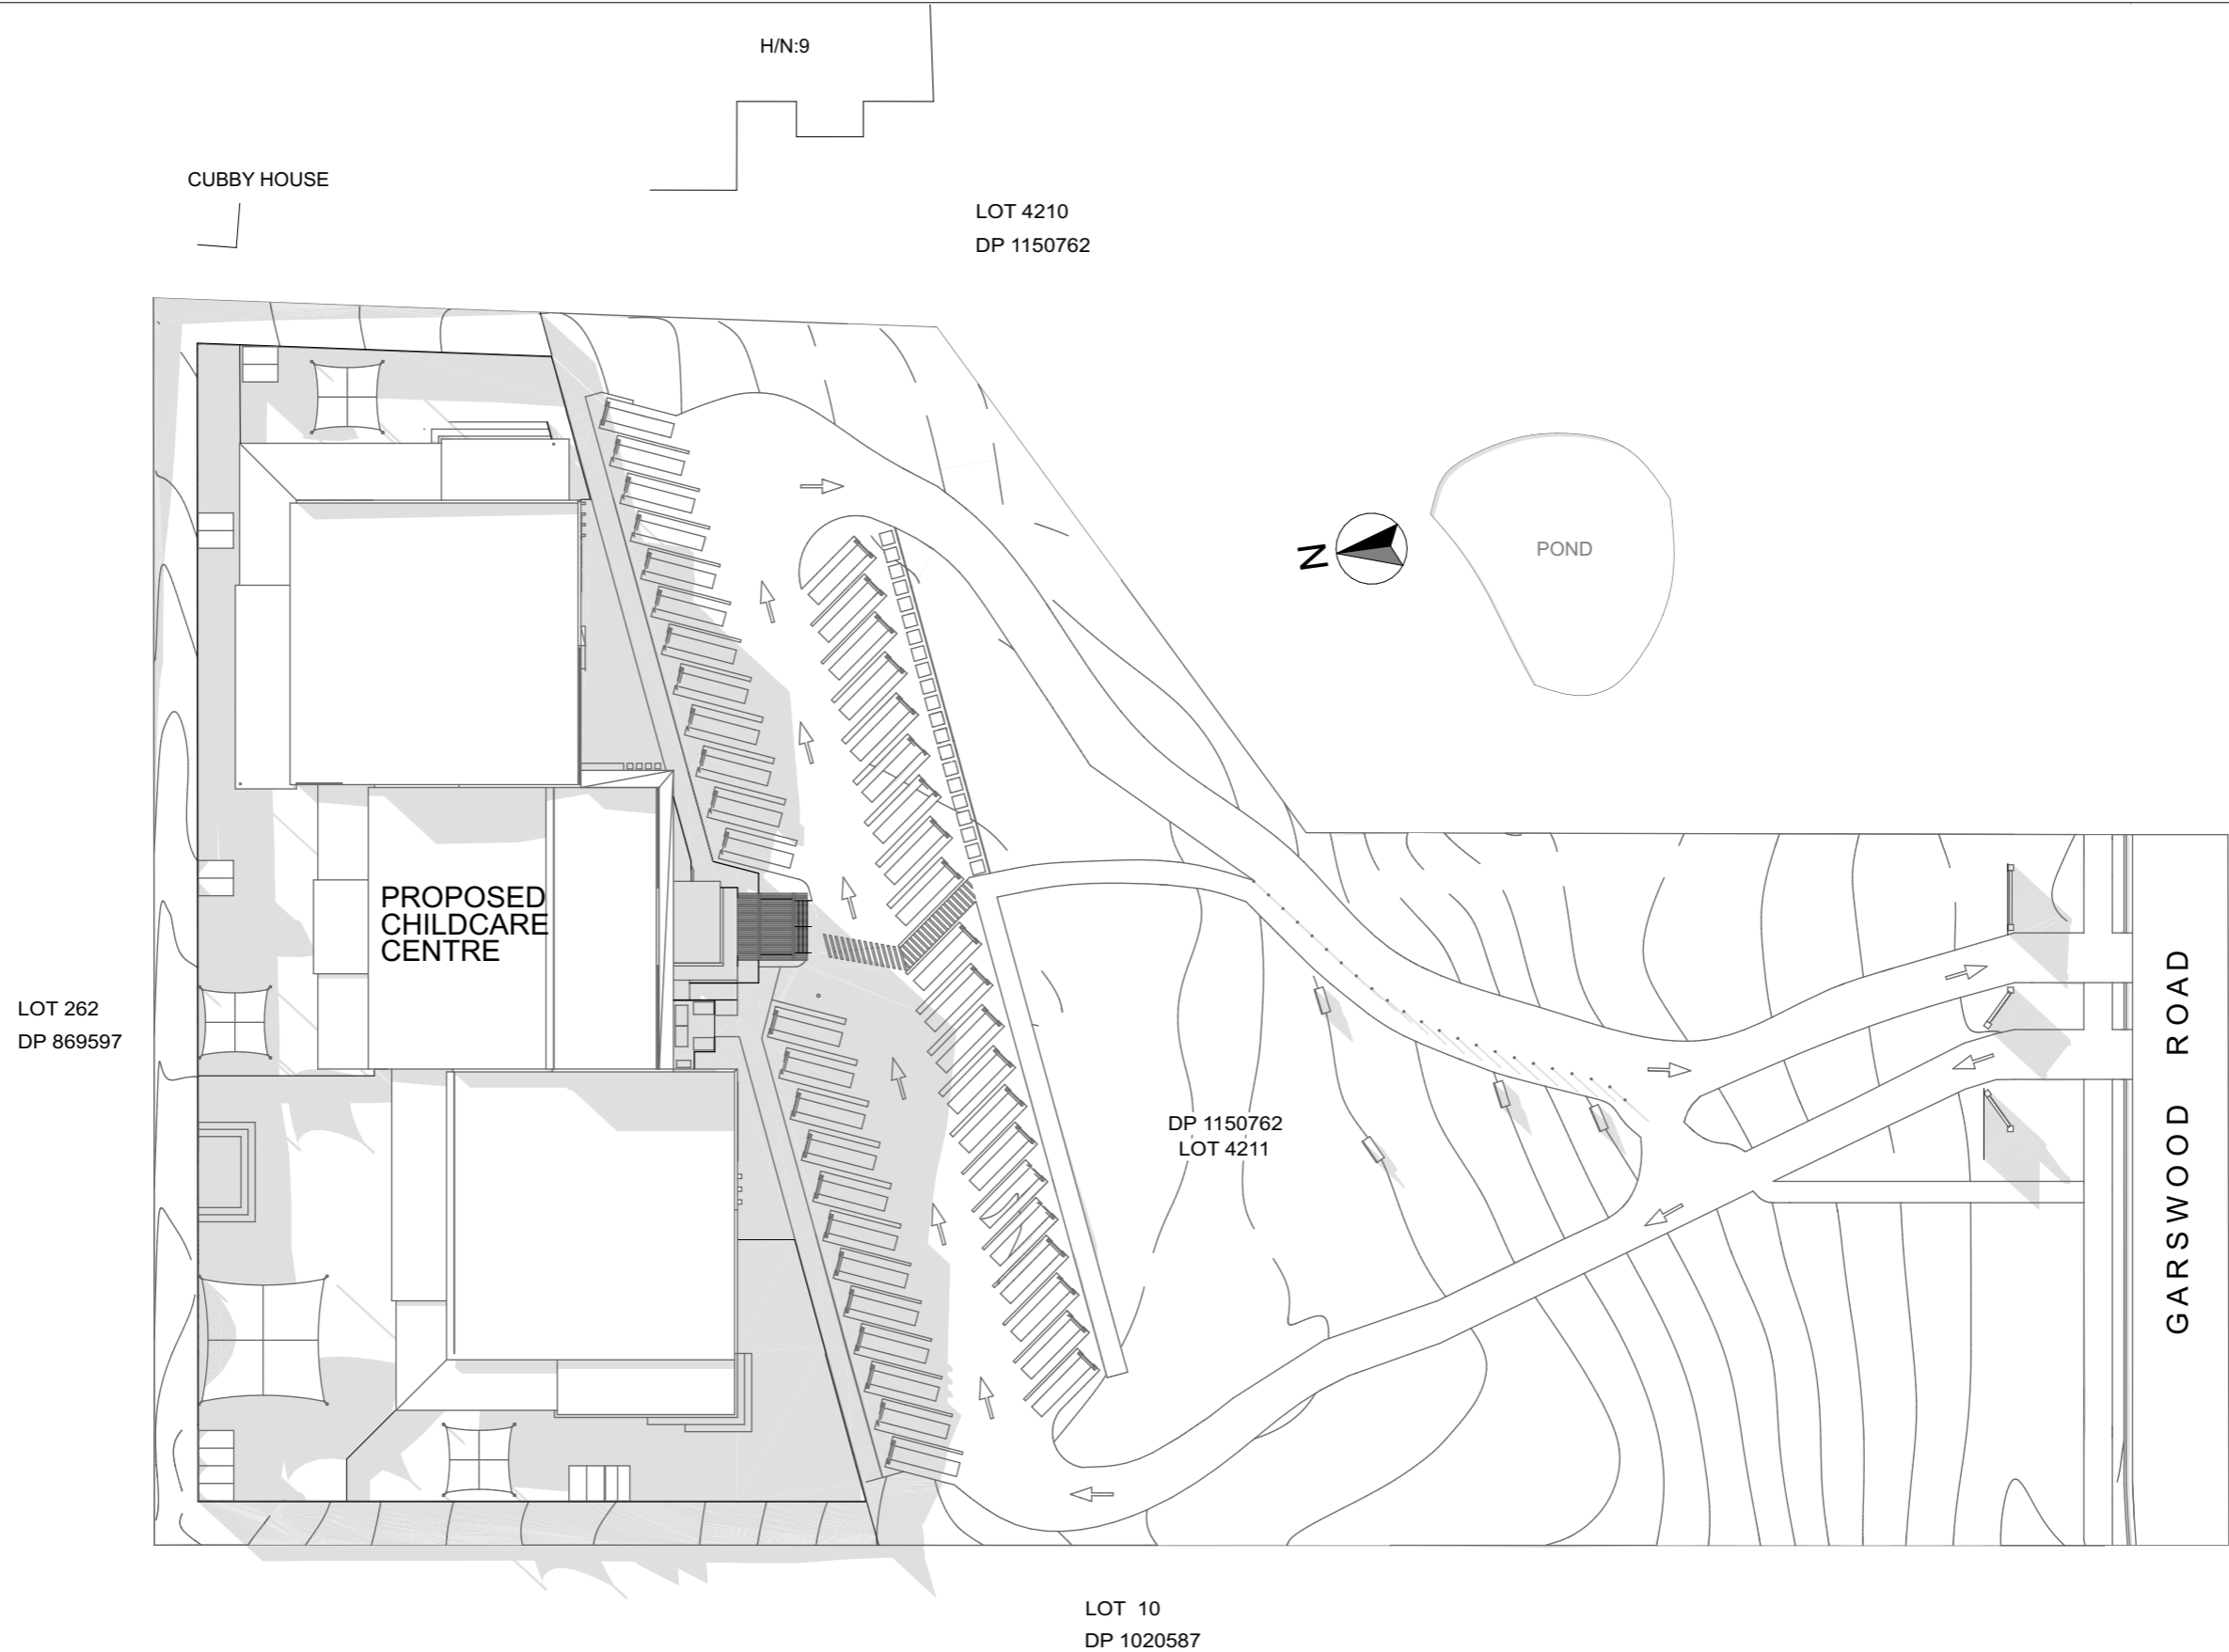 H/N:9
CUBBY HOUSE
LOT 4210
DP 1150762
N
POND
PROPOSED
CHILDCARE
CENTRE
LOT 262
DP 869597
DP 1150762
LOT 4211
GARSWOOD ROAD
LOT 10
DP 1020587